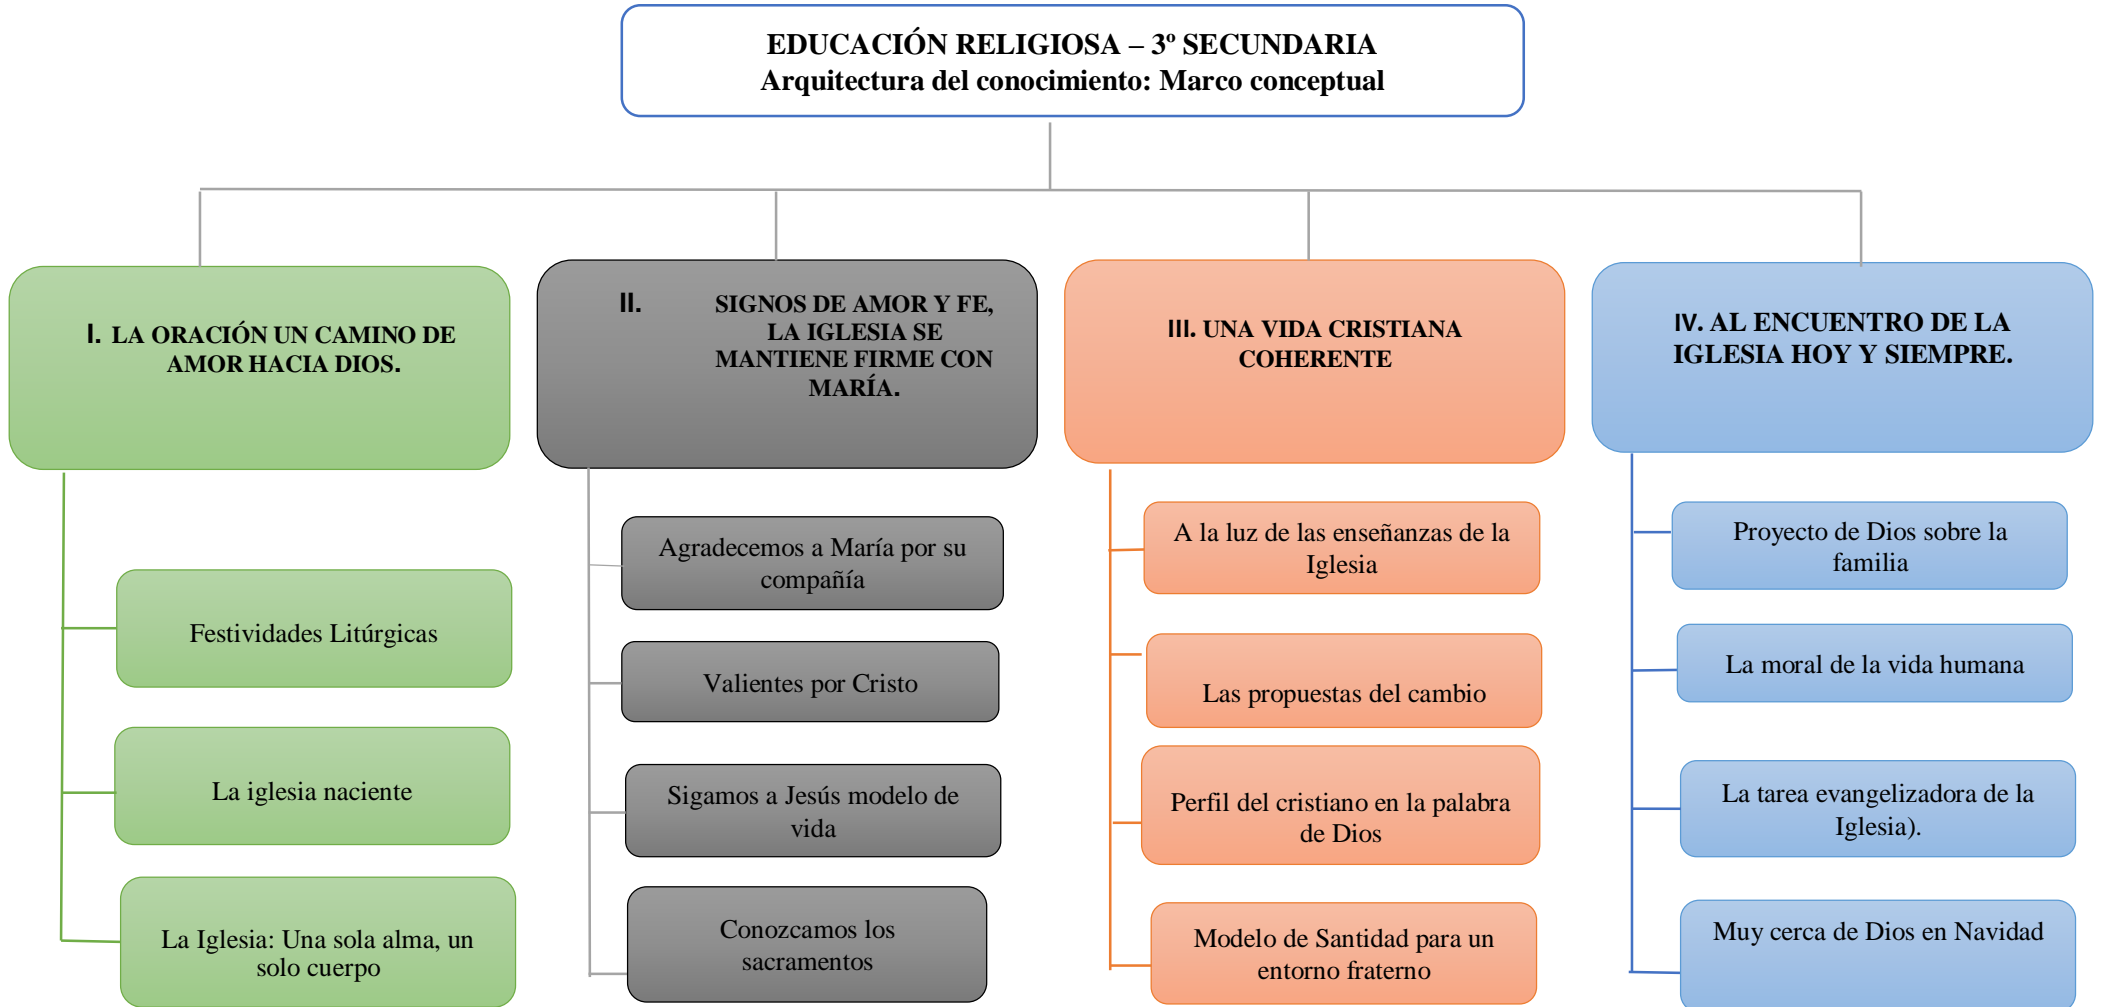 EDUCACIÓN RELIGIOSA – 3º SECUNDARIA
Arquitectura del conocimiento: Marco conceptual
I. LA ORACIÓN UN CAMINO DE
AMOR HACIA DIOS.
Festividades Litúrgicas
La iglesia naciente
La Iglesia: Una sola alma, un
solo cuerpo
II. SIGNOS DE AMOR Y FE,
LA IGLESIA SE
MANTIENE FIRME CON
MARÍA.
Agradecemos a María por su
compañía
Valientes por Cristo
Sigamos a Jesús modelo de
vida
Conozcamos los
sacramentos
III. UNA VIDA CRISTIANA
COHERENTE
A la luz de las enseñanzas de la
Iglesia
Las propuestas del cambio
Perfil del cristiano en la palabra
de Dios
Modelo de Santidad para un
entorno fraterno
IV. AL ENCUENTRO DE LA
IGLESIA HOY Y SIEMPRE.
Proyecto de Dios sobre la
familia
La moral de la vida humana
La tarea evangelizadora de la
Iglesia).
Muy cerca de Dios en Navidad